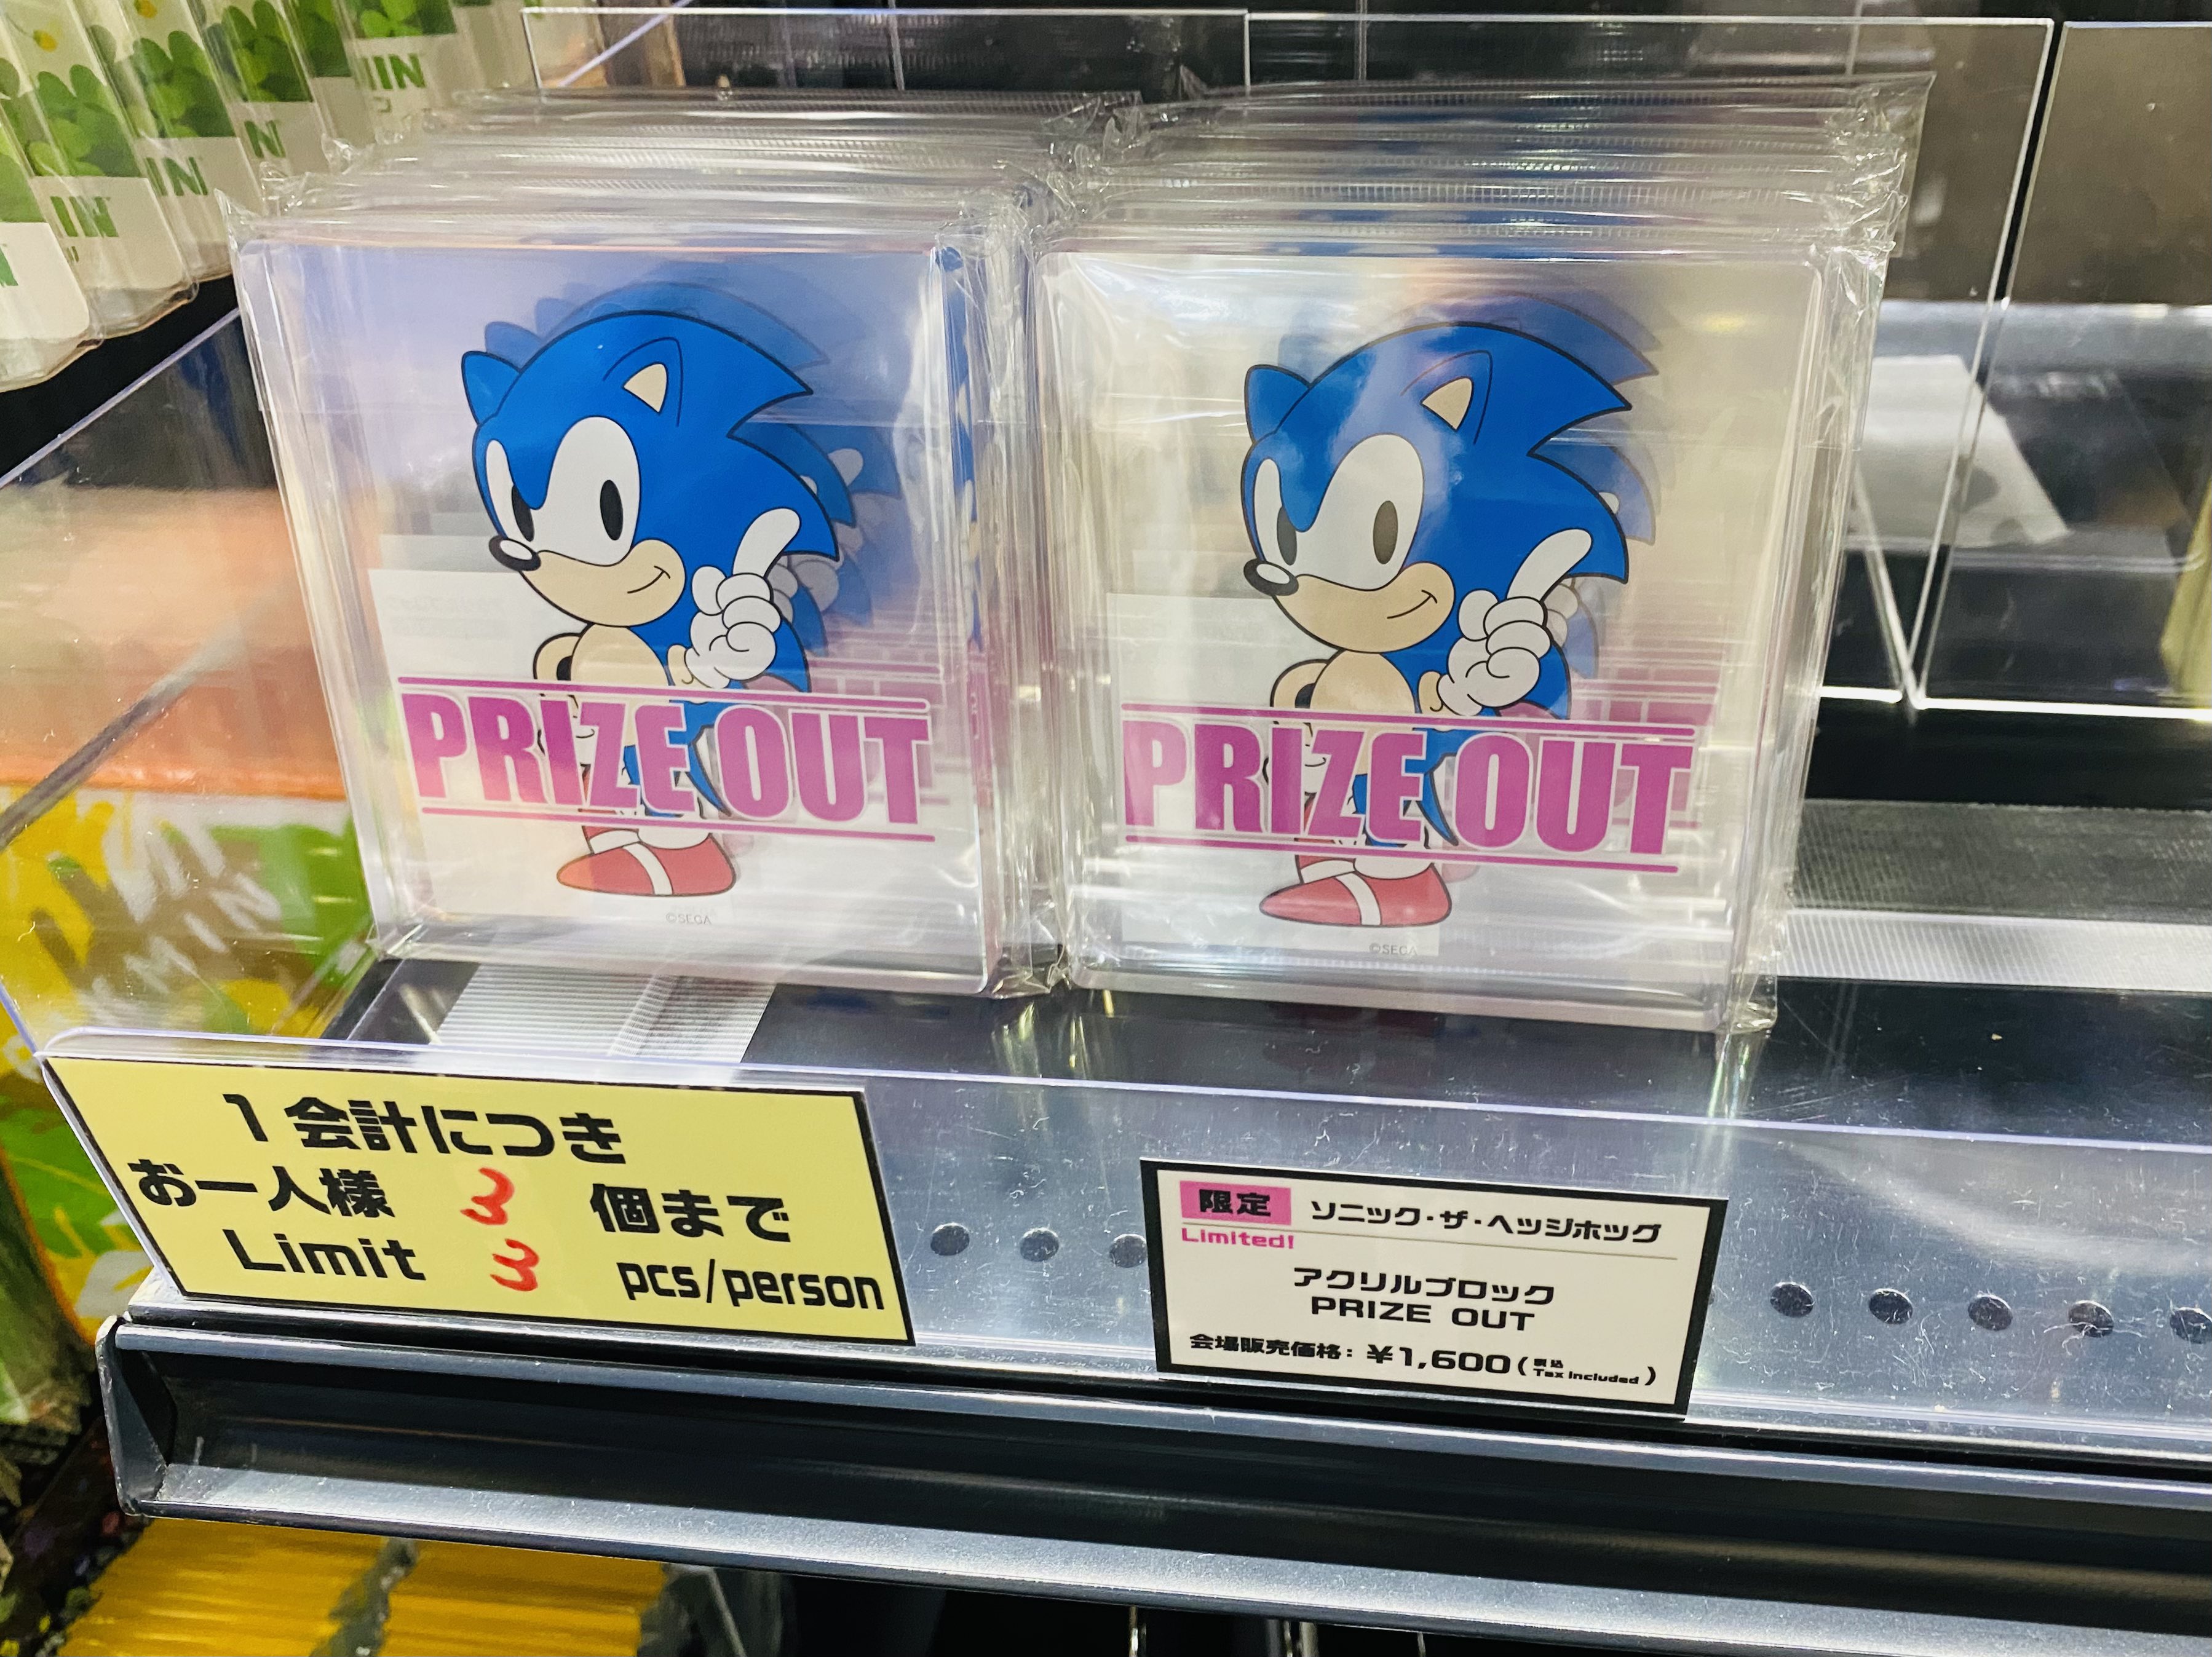 IN
IN
N
IN
PRIZE OUT
©SEGA
PRIZE OUT
©SEGA
1会計につき
お一人様 3 個まで
Limit 3 pcs/person
限定 ソニック・ザ・ヘッジホッグ
Limited!
アクリルブロック
PRIZE OUT
会場販売価格：¥1,600（税込 Tax included）